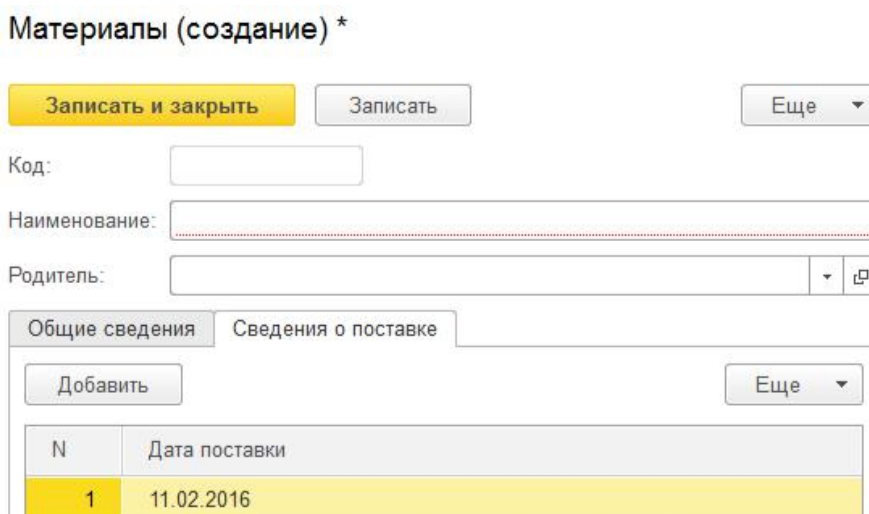 Материалы (создание) *
Записать и закрыть Записать Еще
Код:
Наименование:
Родитель:
Общие сведения Сведения о поставке
Добавить Еще
N Дата поставки
1 11.02.2016